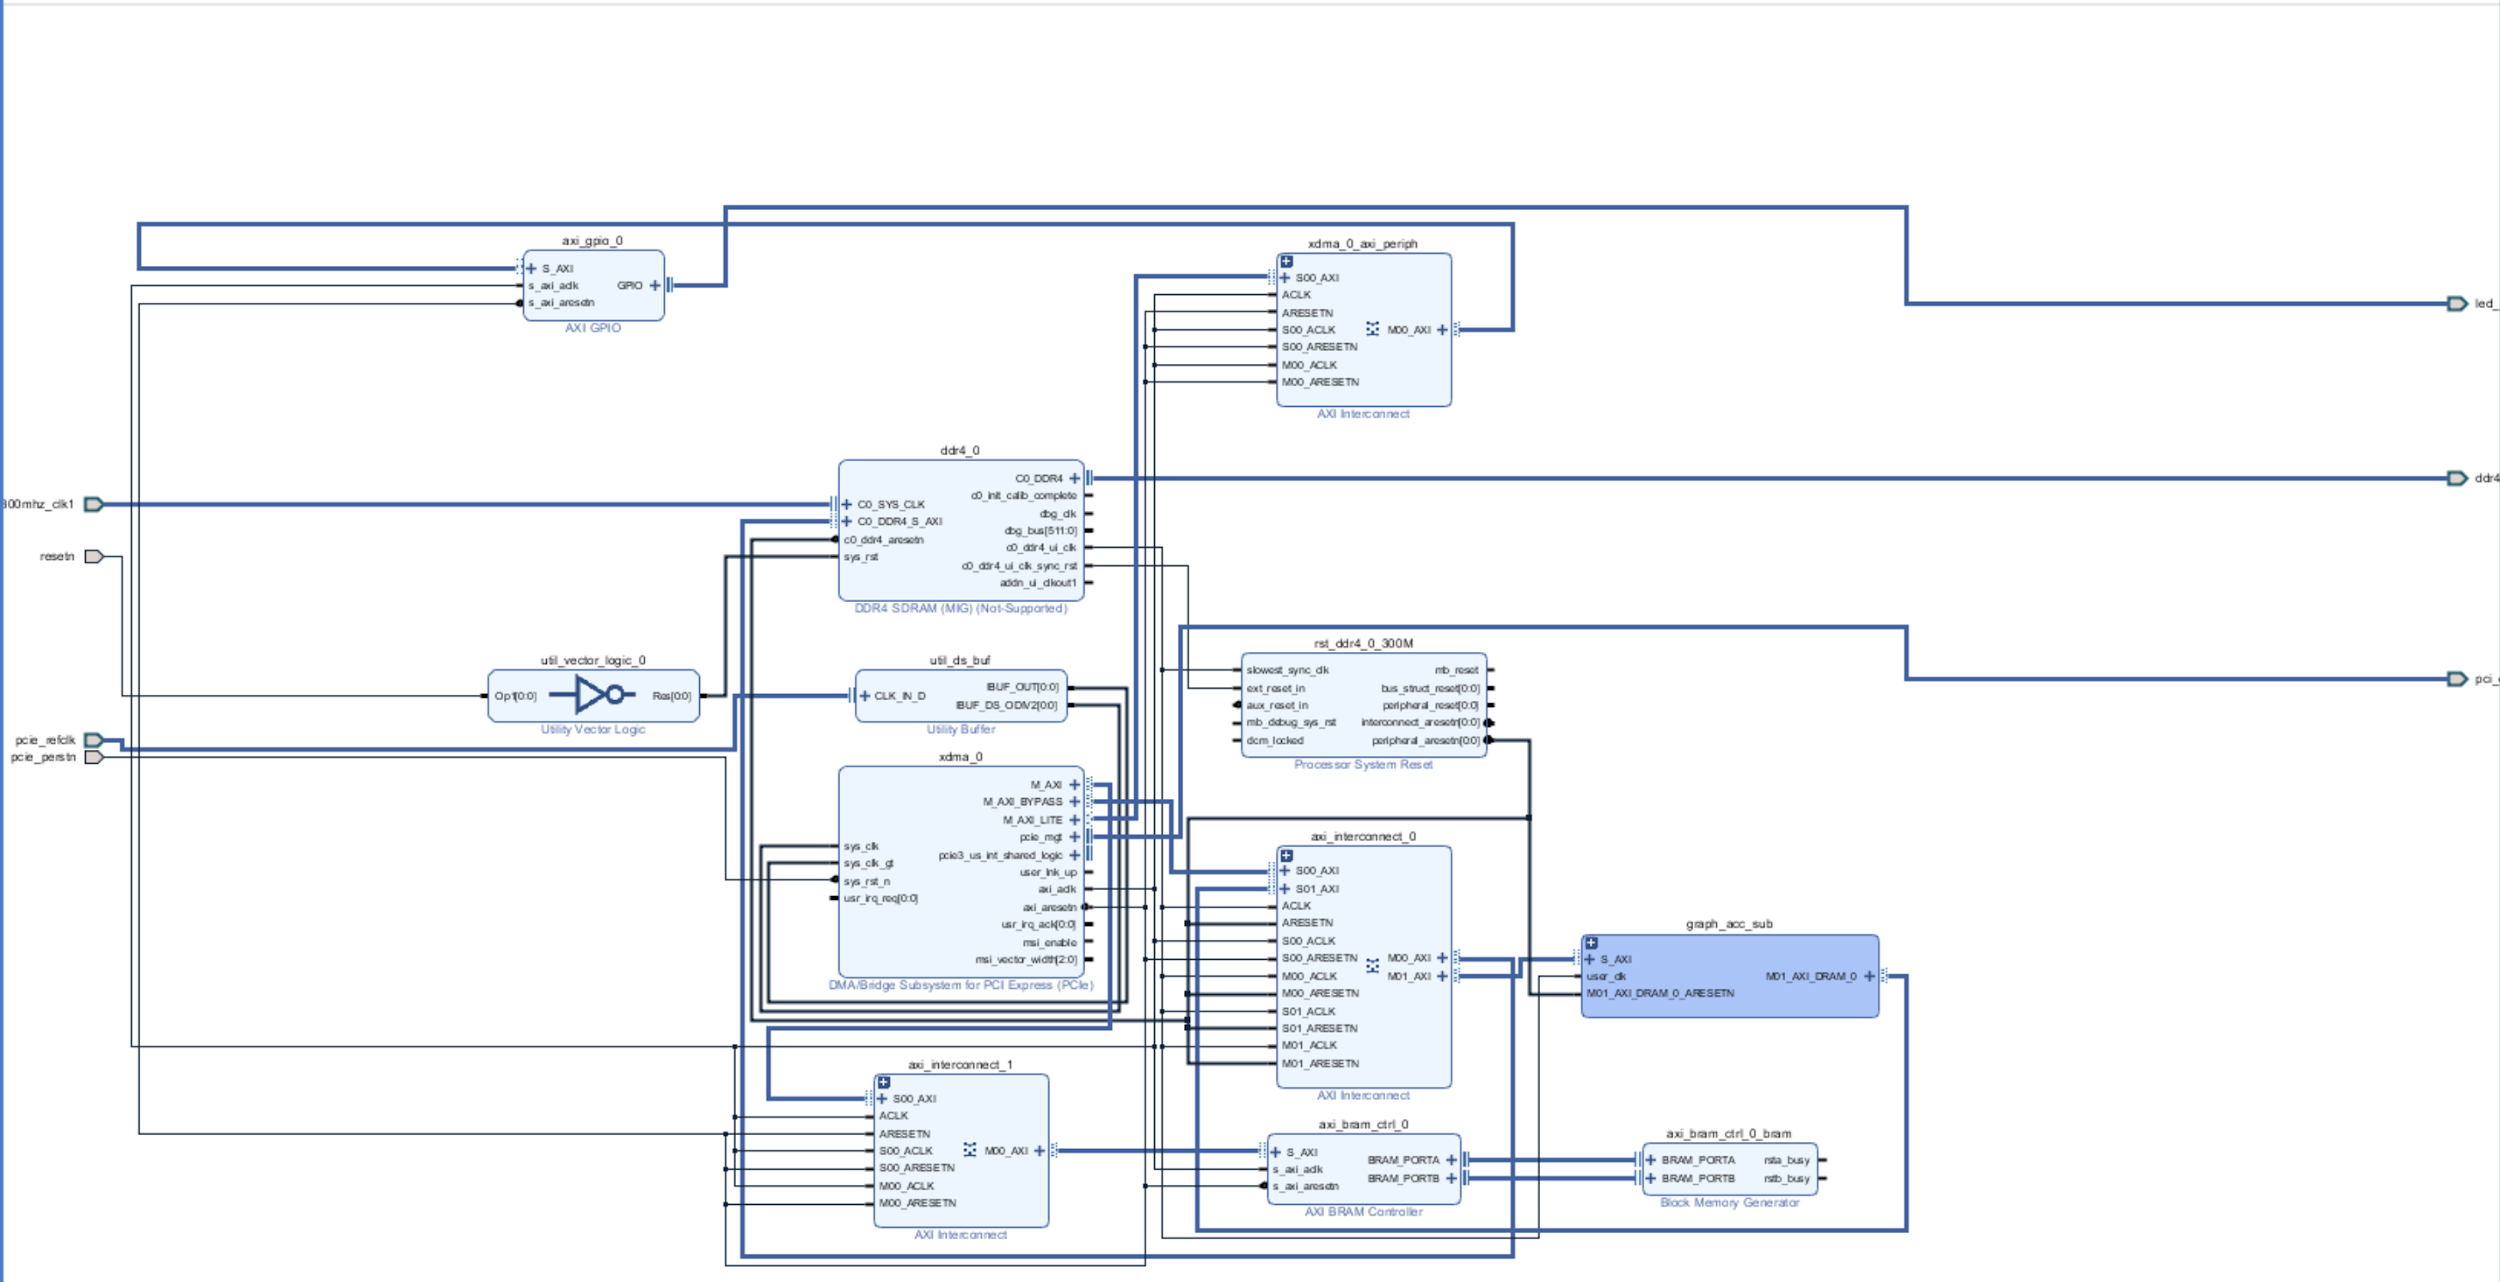 axi_gpio_0
S_AXI
s_axi_aclk
s_axi_aresetn
GPIO
AXI GPIO
xdma_0_axi_periph
S00_AXI
ACLK
ARESETN
S00_ACLK
S00_ARESETN
M00_ACLK
M00_ARESETN
M00_AXI
AXI Interconnect
led_
ddr4_0
C0_SYS_CLK
C0_DDR4_S_AXI
c0_ddr4_aresetn
sys_rst
C0_DDR4
c0_init_calib_complete
dbg_clk
dbg_bus[511:0]
c0_ddr4_ui_clk
c0_ddr4_ui_clk_sync_rst
addn_ui_clkout1
DDR4 SDRAM (MIG) (Not-Supported)
300mhz_clk1
resetn
ddr4
util_vector_logic_0
Op1[0:0]
Res[0:0]
Utility Vector Logic
util_ds_buf
CLK_IN_D
IBUF_OUT[0:0]
IBUF_DS_ODIV2[0:0]
Utility Buffer
rst_ddr4_0_300M
slowest_sync_clk
ext_reset_in
aux_reset_in
mb_debug_sys_rst
dcm_locked
mb_reset
bus_struct_reset[0:0]
peripheral_reset[0:0]
interconnect_aresetn[0:0]
peripheral_aresetn[0:0]
Processor System Reset
pci_
pcie_refclk
pcie_perstn
xdma_0
sys_clk
sys_clk_gt
sys_rst_n
usr_irq_req[0:0]
M_AXI
M_AXI_BYPASS
M_AXI_LITE
pcie_mgt
pcie3_us_int_shared_logic
user_lnk_up
axi_aclk
axi_aresetn
usr_irq_ack[0:0]
msi_enable
msi_vector_width[2:0]
DMA/Bridge Subsystem for PCI Express (PCIe)
axi_interconnect_0
S00_AXI
S01_AXI
ACLK
ARESETN
S00_ACLK
S00_ARESETN
M00_ACLK
M00_ARESETN
S01_ACLK
S01_ARESETN
M01_ACLK
M01_ARESETN
M00_AXI
M01_AXI
AXI Interconnect
graph_acc_sub
S_AXI
user_clk
M01_AXI_DRAM_0_ARESETN
M01_AXI_DRAM_0
axi_interconnect_1
S00_AXI
ACLK
ARESETN
S00_ACLK
S00_ARESETN
M00_ACLK
M00_ARESETN
M00_AXI
AXI Interconnect
axi_bram_ctrl_0
S_AXI
s_axi_aclk
s_axi_aresetn
BRAM_PORTA
BRAM_PORTB
AXI BRAM Controller
axi_bram_ctrl_0_bram
BRAM_PORTA
BRAM_PORTB
rsta_busy
rstb_busy
Block Memory Generator